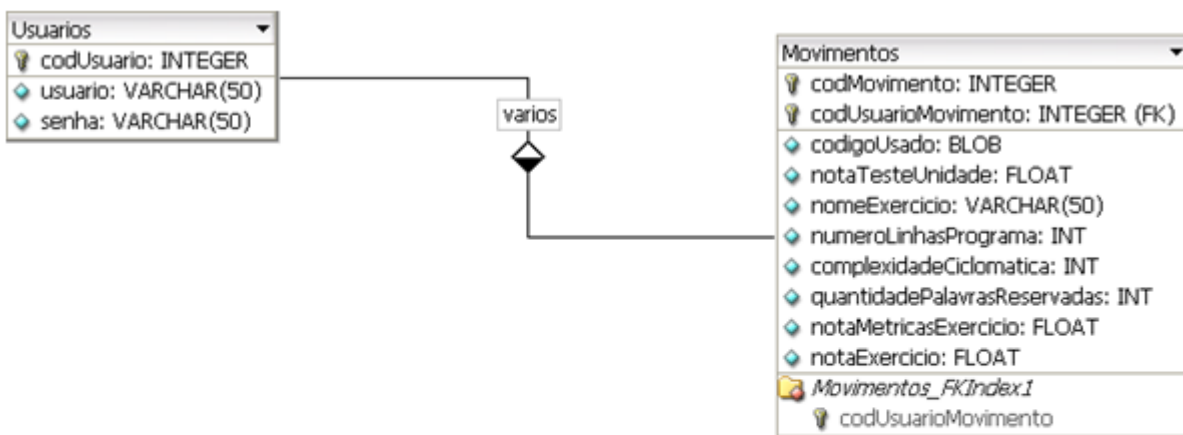 Usuarios
codUsuario: INTEGER
usuario: VARCHAR(50)
senha: VARCHAR(50)
varios
Movimentos
codMovimento: INTEGER
codUsuarioMovimento: INTEGER (FK)
codigoUsado: BLOB
notaTesteUnidade: FLOAT
nomeExercicio: VARCHAR(50)
numeroLinhasPrograma: INT
complexidadeCiclomatica: INT
quantidadePalavrasReservadas: INT
notaMetricasExercicio: FLOAT
notaExercicio: FLOAT
Movimentos_FKIndex1
codUsuarioMovimento